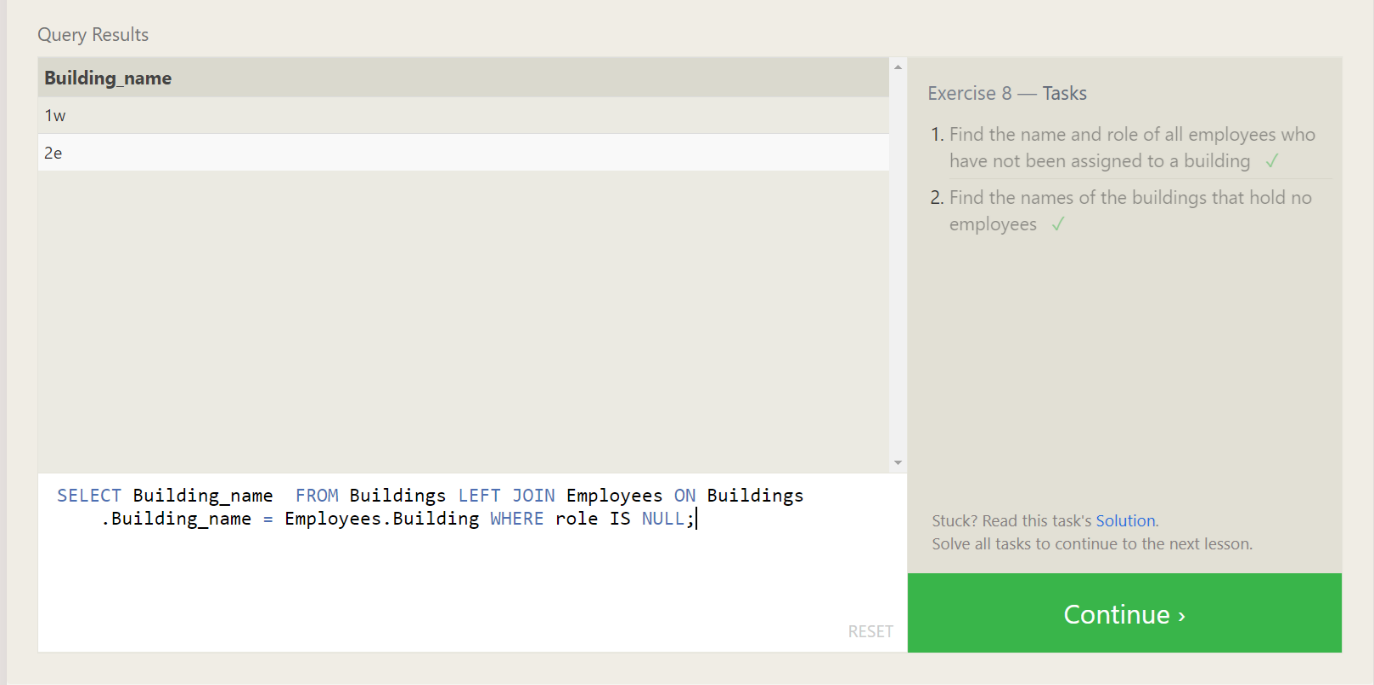 Query Results
Building_name
1w
2e
Exercise 8 — Tasks
1. Find the name and role of all employees who
have not been assigned to a building ✓
2. Find the names of the buildings that hold no
employees ✓
SELECT Building_name  FROM Buildings LEFT JOIN Employees ON Buildings
.Building_name = Employees.Building WHERE role IS NULL;
RESET
Stuck? Read this task's Solution.
Solve all tasks to continue to the next lesson.
Continue ›